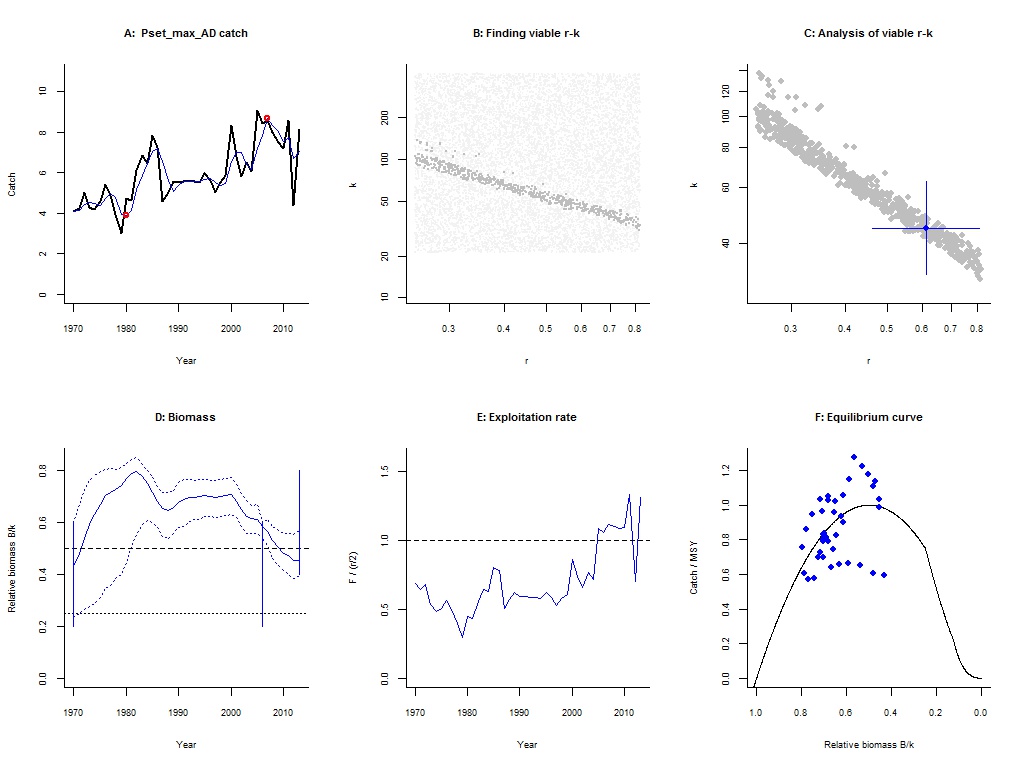 A:  Pset_max_AD catch
Catch
10
8
6
4
2
0
1970 1980 1990 2000 2010
Year
B: Finding viable r-k
k
200
100
50
20
10
0.3 0.4 0.5 0.6 0.7 0.8
r
C: Analysis of viable r-k
k
120
100
80
60
40
0.3 0.4 0.5 0.6 0.7 0.8
r
D: Biomass
Relative biomass B/k
0.8
0.6
0.4
0.2
0.0
1970 1980 1990 2000 2010
Year
E: Exploitation rate
F / (r/2)
1.5
1.0
0.5
0.0
1970 1980 1990 2000 2010
Year
F: Equilibrium curve
Catch / MSY
1.2
1.0
0.8
0.6
0.4
0.2
0.0
1.0 0.8 0.6 0.4 0.2 0.0
Relative biomass B/k